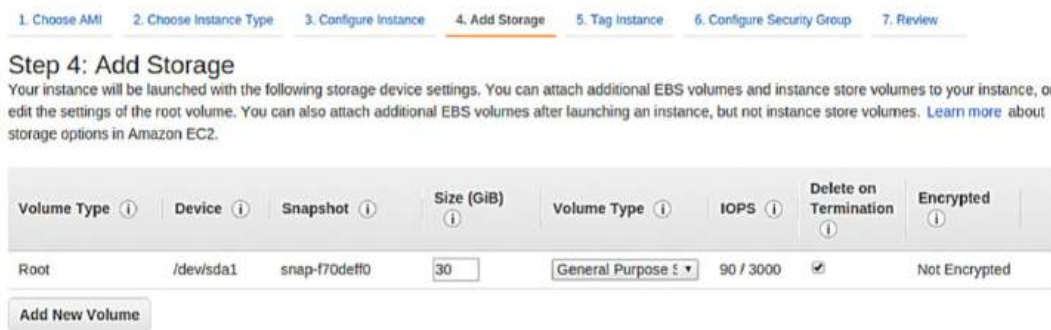 1. Choose AMI 2. Choose Instance Type 3. Configure Instance 4. Add Storage 5. Tag Instance 6. Configure Security Group 7. Review
Step 4: Add Storage
Your instance will be launched with the following storage device settings. You can attach additional EBS volumes and instance store volumes to your instance, or
edit the settings of the root volume. You can also attach additional EBS volumes after launching an instance, but not instance store volumes. Learn more about
storage options in Amazon EC2.
Volume Type Device Snapshot Size (GiB) Volume Type IOPS Delete on Termination Encrypted
Root /dev/sda1 snap-f70deff0 30 General Purpose S 90 / 3000 Not Encrypted
Add New Volume